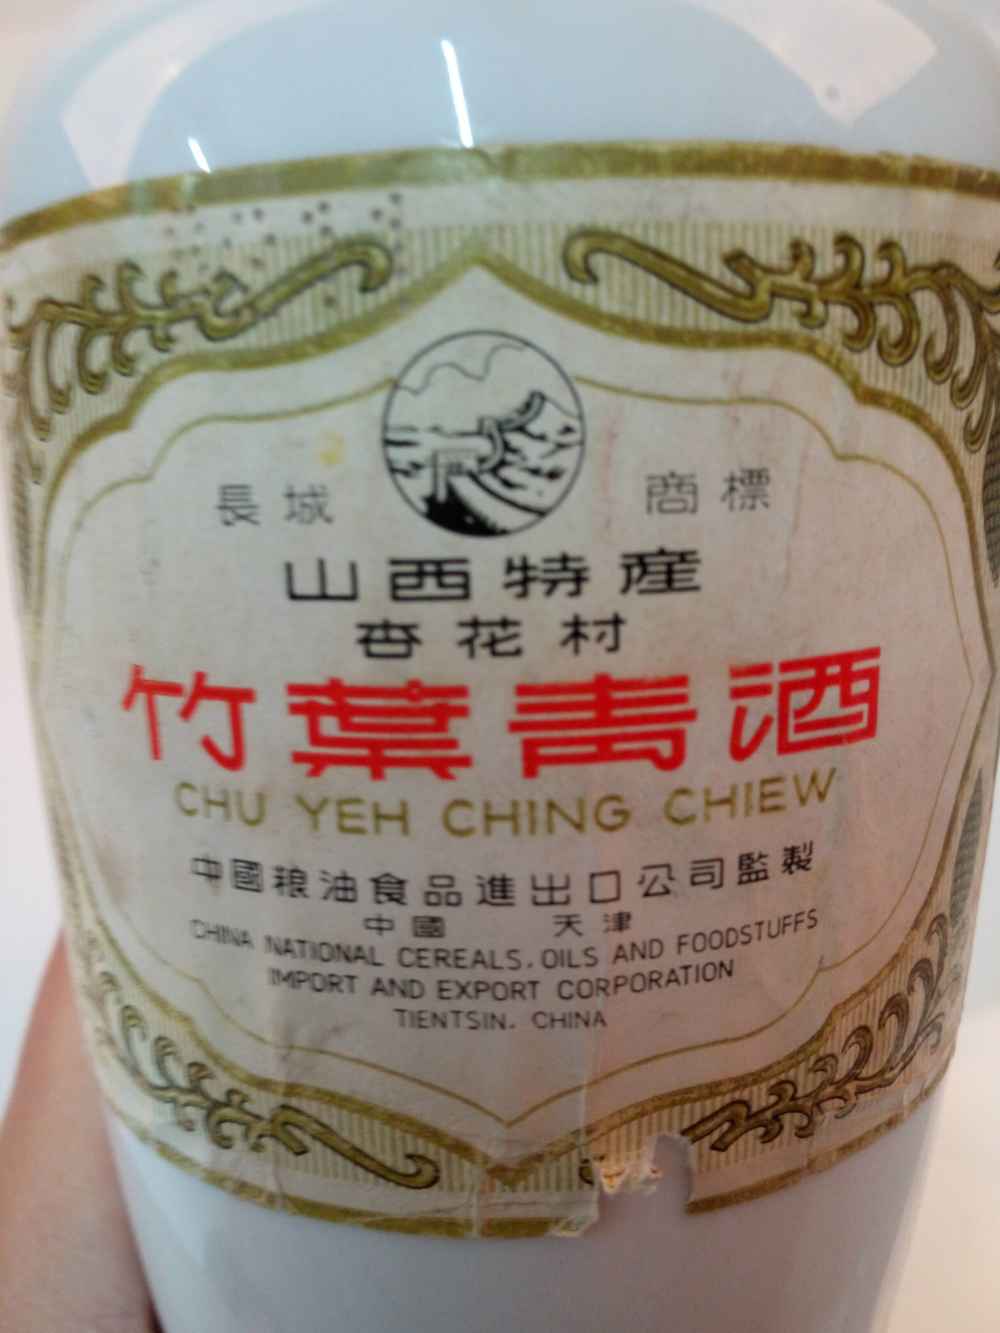 長城 商標
山西特產
杏花村
竹葉青酒
CHU YEH CHING CHIEW
中國粮油食品進出口公司監製
中國 天津
CHINA NATIONAL CEREALS, OILS AND FOODSTUFFS
IMPORT AND EXPORT CORPORATION
TIENTSIN. CHINA